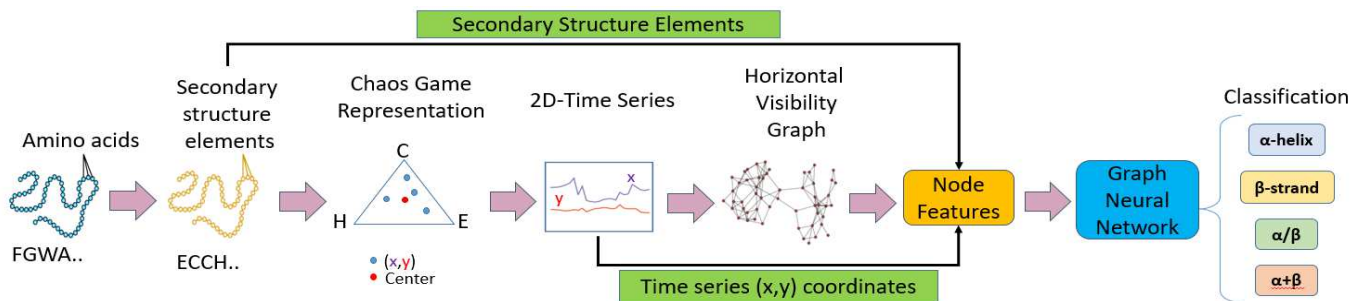 Secondary Structure Elements
Amino acids
FGWA..
Secondary
structure
elements
ECCH..
Chaos Game
Representation
C
H
E
(x,y)
Center
2D-Time Series
x
y
Horizontal
Visibility
Graph
Node
Features
Time series (x,y) coordinates
Graph
Neural
Network
Classification
α-helix
β-strand
α/β
α+β